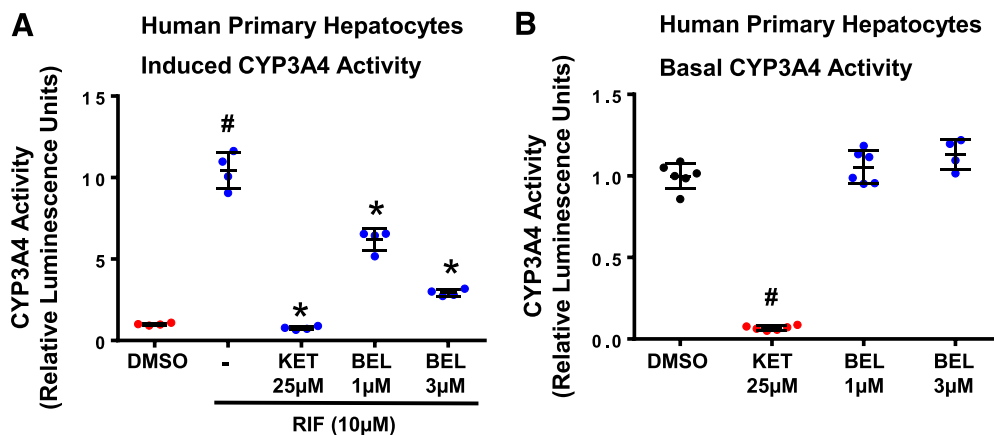 A
Human Primary Hepatocytes
Induced CYP3A4 Activity
CYP3A4 Activity
(Relative Luminescence Units)
15
10
5
0
#
*
*
*
DMSO
-
KET
25µM
BEL
1µM
BEL
3µM
RIF (10µM)
B
Human Primary Hepatocytes
Basal CYP3A4 Activity
CYP3A4 Activity
(Relative Luminescence Units)
1.5
1.0
0.5
0.0
#
DMSO
KET
25µM
BEL
1µM
BEL
3µM